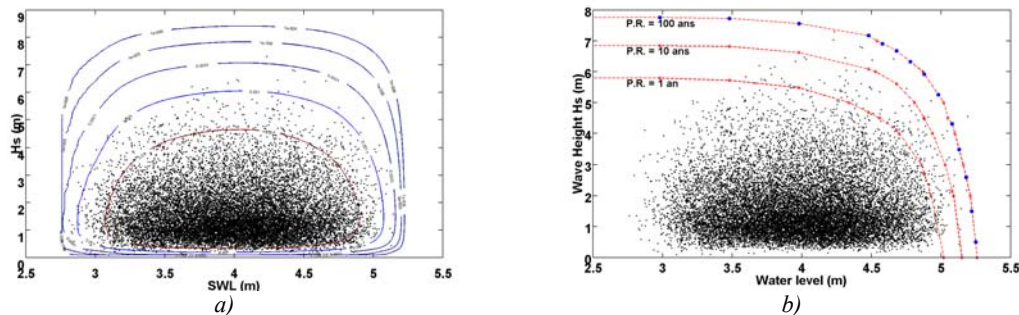 9
8
7
6
5
4
3
2
1
0
Hs (m)
2.5 3 3.5 4 4.5 5 5.5
SWL (m)
a)
8
7
6
5
4
3
2
1
0
Wave Height Hs (m)
P.R. = 100 ans
P.R. = 10 ans
P.R. = 1 an
2.5 3 3.5 4 4.5 5 5.5
Water level (m)
b)